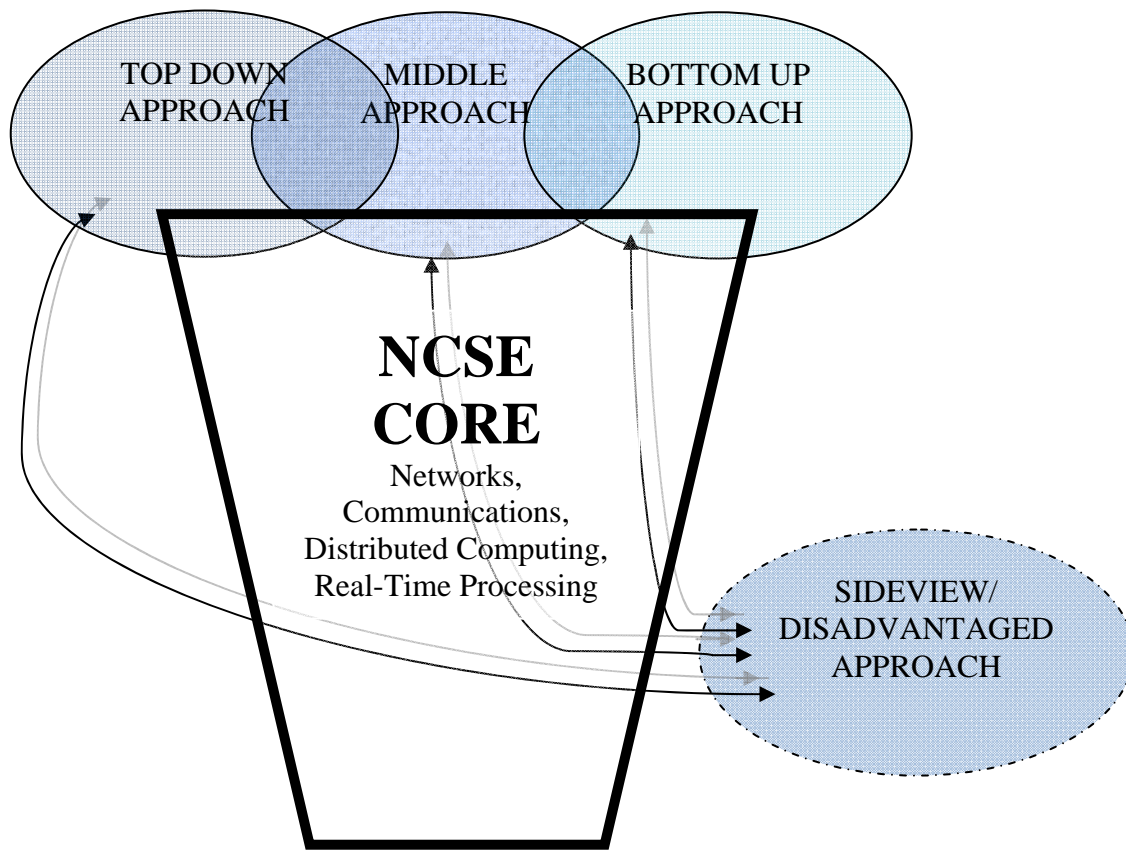 TOP DOWN
APPROACH
MIDDLE
APPROACH
BOTTOM UP
APPROACH
NCSE
CORE
Networks,
Communications,
Distributed Computing,
Real-Time Processing
SIDEVIEW/
DISADVANTAGED
APPROACH